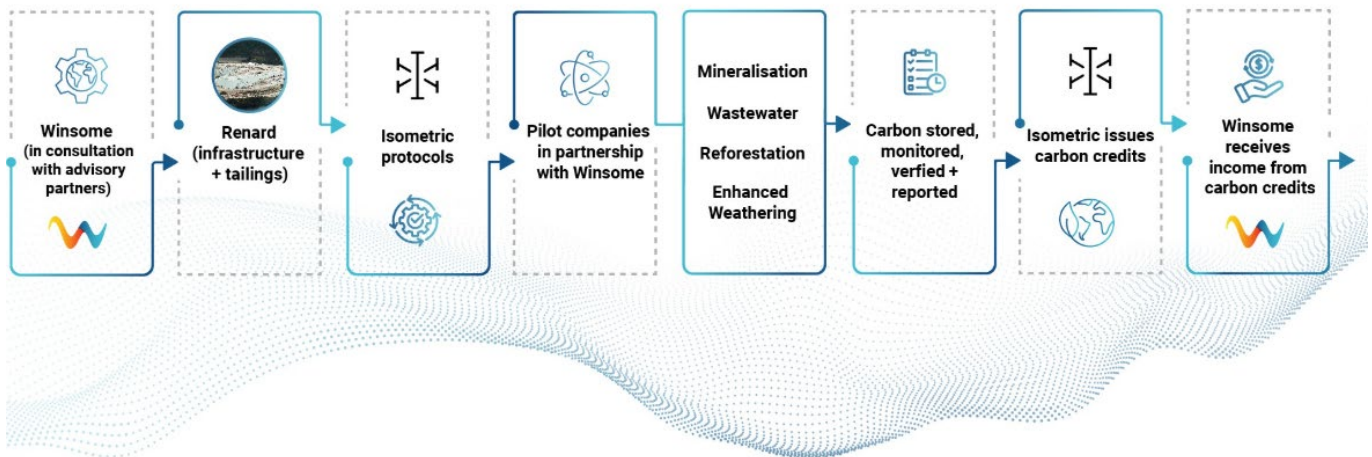 Winsome
(in consultation
with advisory
partners)
Renard
(infrastructure
+ tailings)
Isometric
protocols
Pilot companies
in partnership
with Winsome
Mineralisation
Wastewater
Reforestation
Enhanced
Weathering
Carbon stored,
monitored,
verfied +
reported
Isometric issues
carbon credits
Winsome
receives
income from
carbon credits